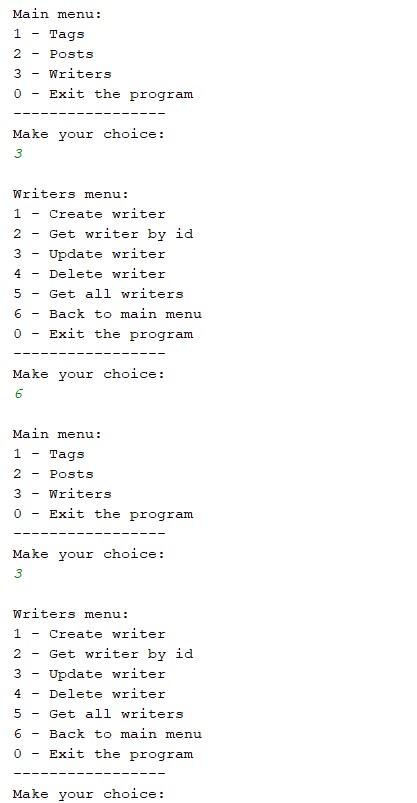 Main menu:
1 - Tags
2 - Posts
3 - Writers
0 - Exit the program
-----------------
Make your choice:
3
Writers menu:
1 - Create writer
2 - Get writer by id
3 - Update writer
4 - Delete writer
5 - Get all writers
6 - Back to main menu
0 - Exit the program
-----------------
Make your choice:
6
Main menu:
1 - Tags
2 - Posts
3 - Writers
0 - Exit the program
-----------------
Make your choice:
3
Writers menu:
1 - Create writer
2 - Get writer by id
3 - Update writer
4 - Delete writer
5 - Get all writers
6 - Back to main menu
0 - Exit the program
-----------------
Make your choice: